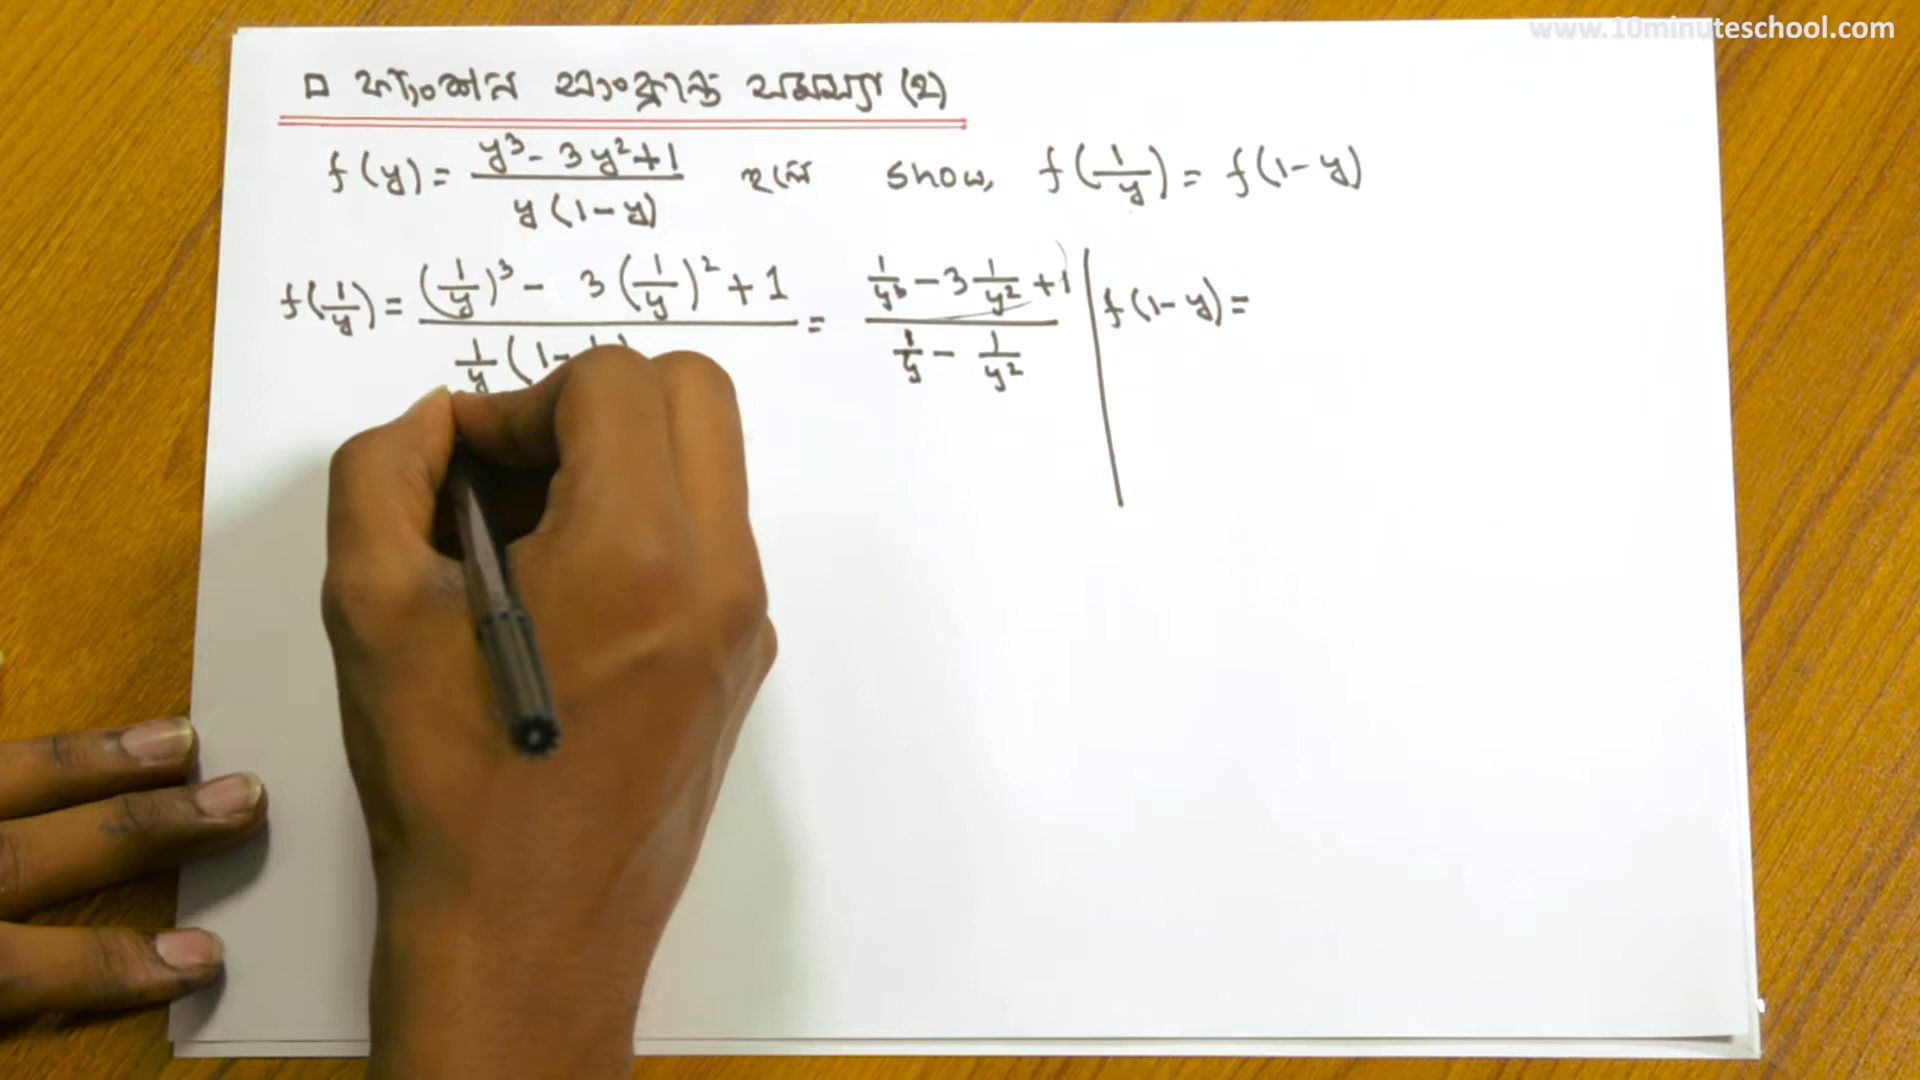 www.10minuteschool.com
□ ফাংশন সংক্রান্ত সমস্যা (২)
f(y) = (y³ - 3y² + 1) / (y(1 - y)) হলে show, f(1/y) = f(1 - y)
f(1/y) = ((1/y)³ - 3(1/y)² + 1) / (1/y (1 - = (1/y³ - 3 1/y² + 1) / (1/y - 1/y²) | f(1 - y) =